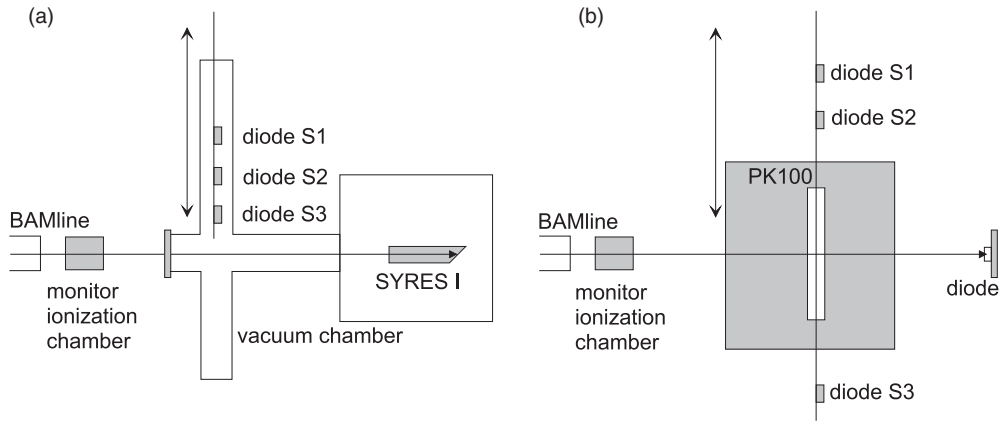 (a)
diode S1
diode S2
diode S3
BAMline
SYRES I
monitor
ionization
chamber
vacuum chamber
(b)
diode S1
diode S2
PK100
BAMline
diode
monitor
ionization
chamber
diode S3